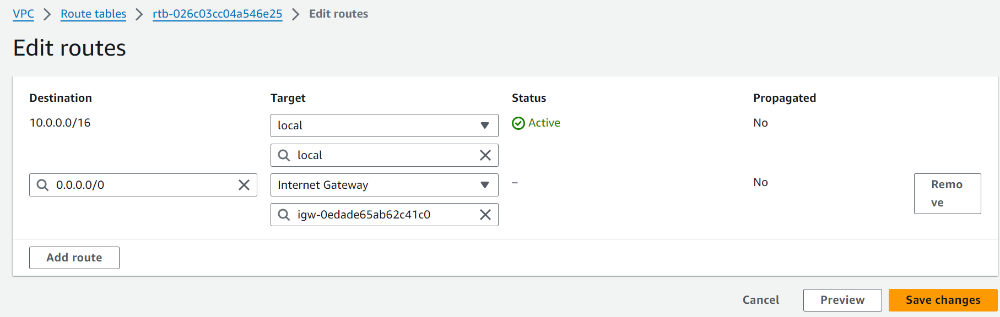 VPC > Route tables > rtb-026c03cc04a546e25 > Edit routes
Edit routes
Destination Target Status Propagated
10.0.0.0/16 local Active No
local
0.0.0.0/0 Internet Gateway – No Remo
ve
igw-0edade65ab62c41c0
Add route
Cancel Preview Save changes